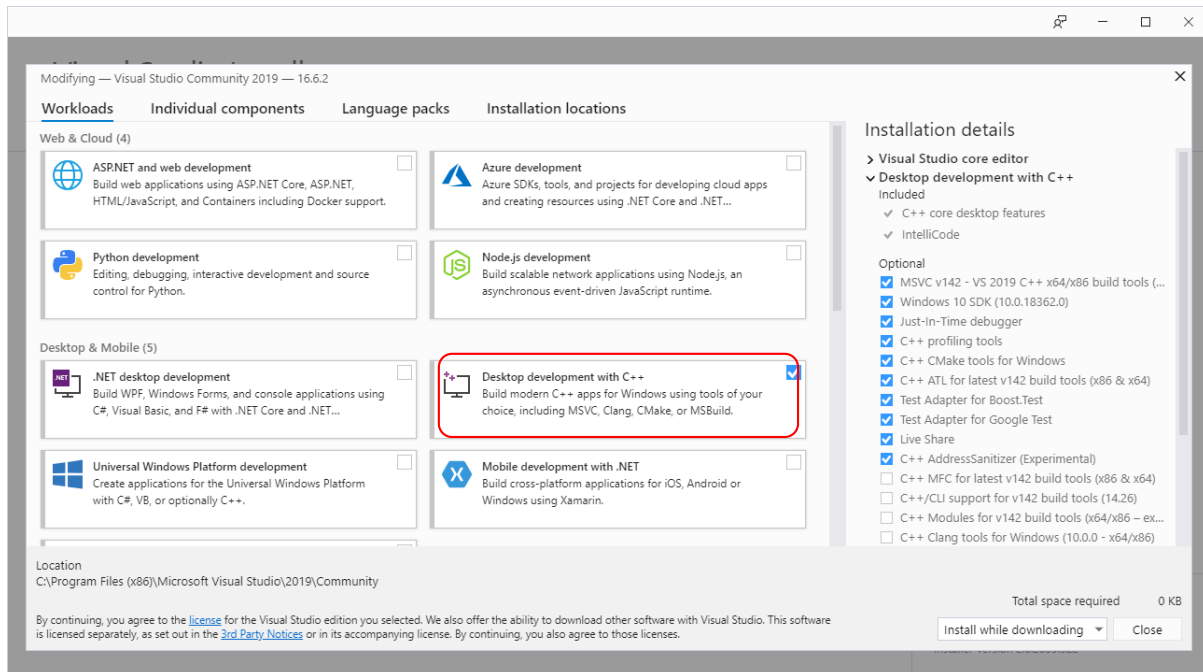 Modifying — Visual Studio Community 2019 — 16.6.2
Workloads
Individual components
Language packs
Installation locations
Web & Cloud (4)
ASP.NET and web development
Build web applications using ASP.NET Core, ASP.NET,
HTML/JavaScript, and Containers including Docker support.
Azure development
Azure SDKs, tools, and projects for developing cloud apps
and creating resources using .NET Core and .NET...
Python development
Editing, debugging, interactive development and source
control for Python.
Node.js development
Build scalable network applications using Node.js, an
asynchronous event-driven JavaScript runtime.
Desktop & Mobile (5)
.NET desktop development
Build WPF, Windows Forms, and console applications using
C#, Visual Basic, and F# with .NET Core and .NET...
Desktop development with C++
Build modern C++ apps for Windows using tools of your
choice, including MSVC, Clang, CMake, or MSBuild.
Universal Windows Platform development
Create applications for the Universal Windows Platform
with C#, VB, or optionally C++.
Mobile development with .NET
Build cross-platform applications for iOS, Android or
Windows using Xamarin.
Installation details
Visual Studio core editor
Desktop development with C++
Included
C++ core desktop features
IntelliCode
Optional
MSVC v142 - VS 2019 C++ x64/x86 build tools (...
Windows 10 SDK (10.0.18362.0)
Just-In-Time debugger
C++ profiling tools
C++ CMake tools for Windows
C++ ATL for latest v142 build tools (x86 & x64)
Test Adapter for Boost.Test
Test Adapter for Google Test
Live Share
C++ AddressSanitizer (Experimental)
C++ MFC for latest v142 build tools (x86 & x64)
C++/CLI support for v142 build tools (14.26)
C++ Modules for v142 build tools (x64/x86 – ex...
C++ Clang tools for Windows (10.0.0 - x64/x86)
Location
C:\Program Files (x86)\Microsoft Visual Studio\2019\Community
By continuing, you agree to the license for the Visual Studio edition you selected. We also offer the ability to download other software with Visual Studio. This software
is licensed separately, as set out in the 3rd Party Notices or in its accompanying license. By continuing, you also agree to those licenses.
Total space required 0 KB
Install while downloading
Close